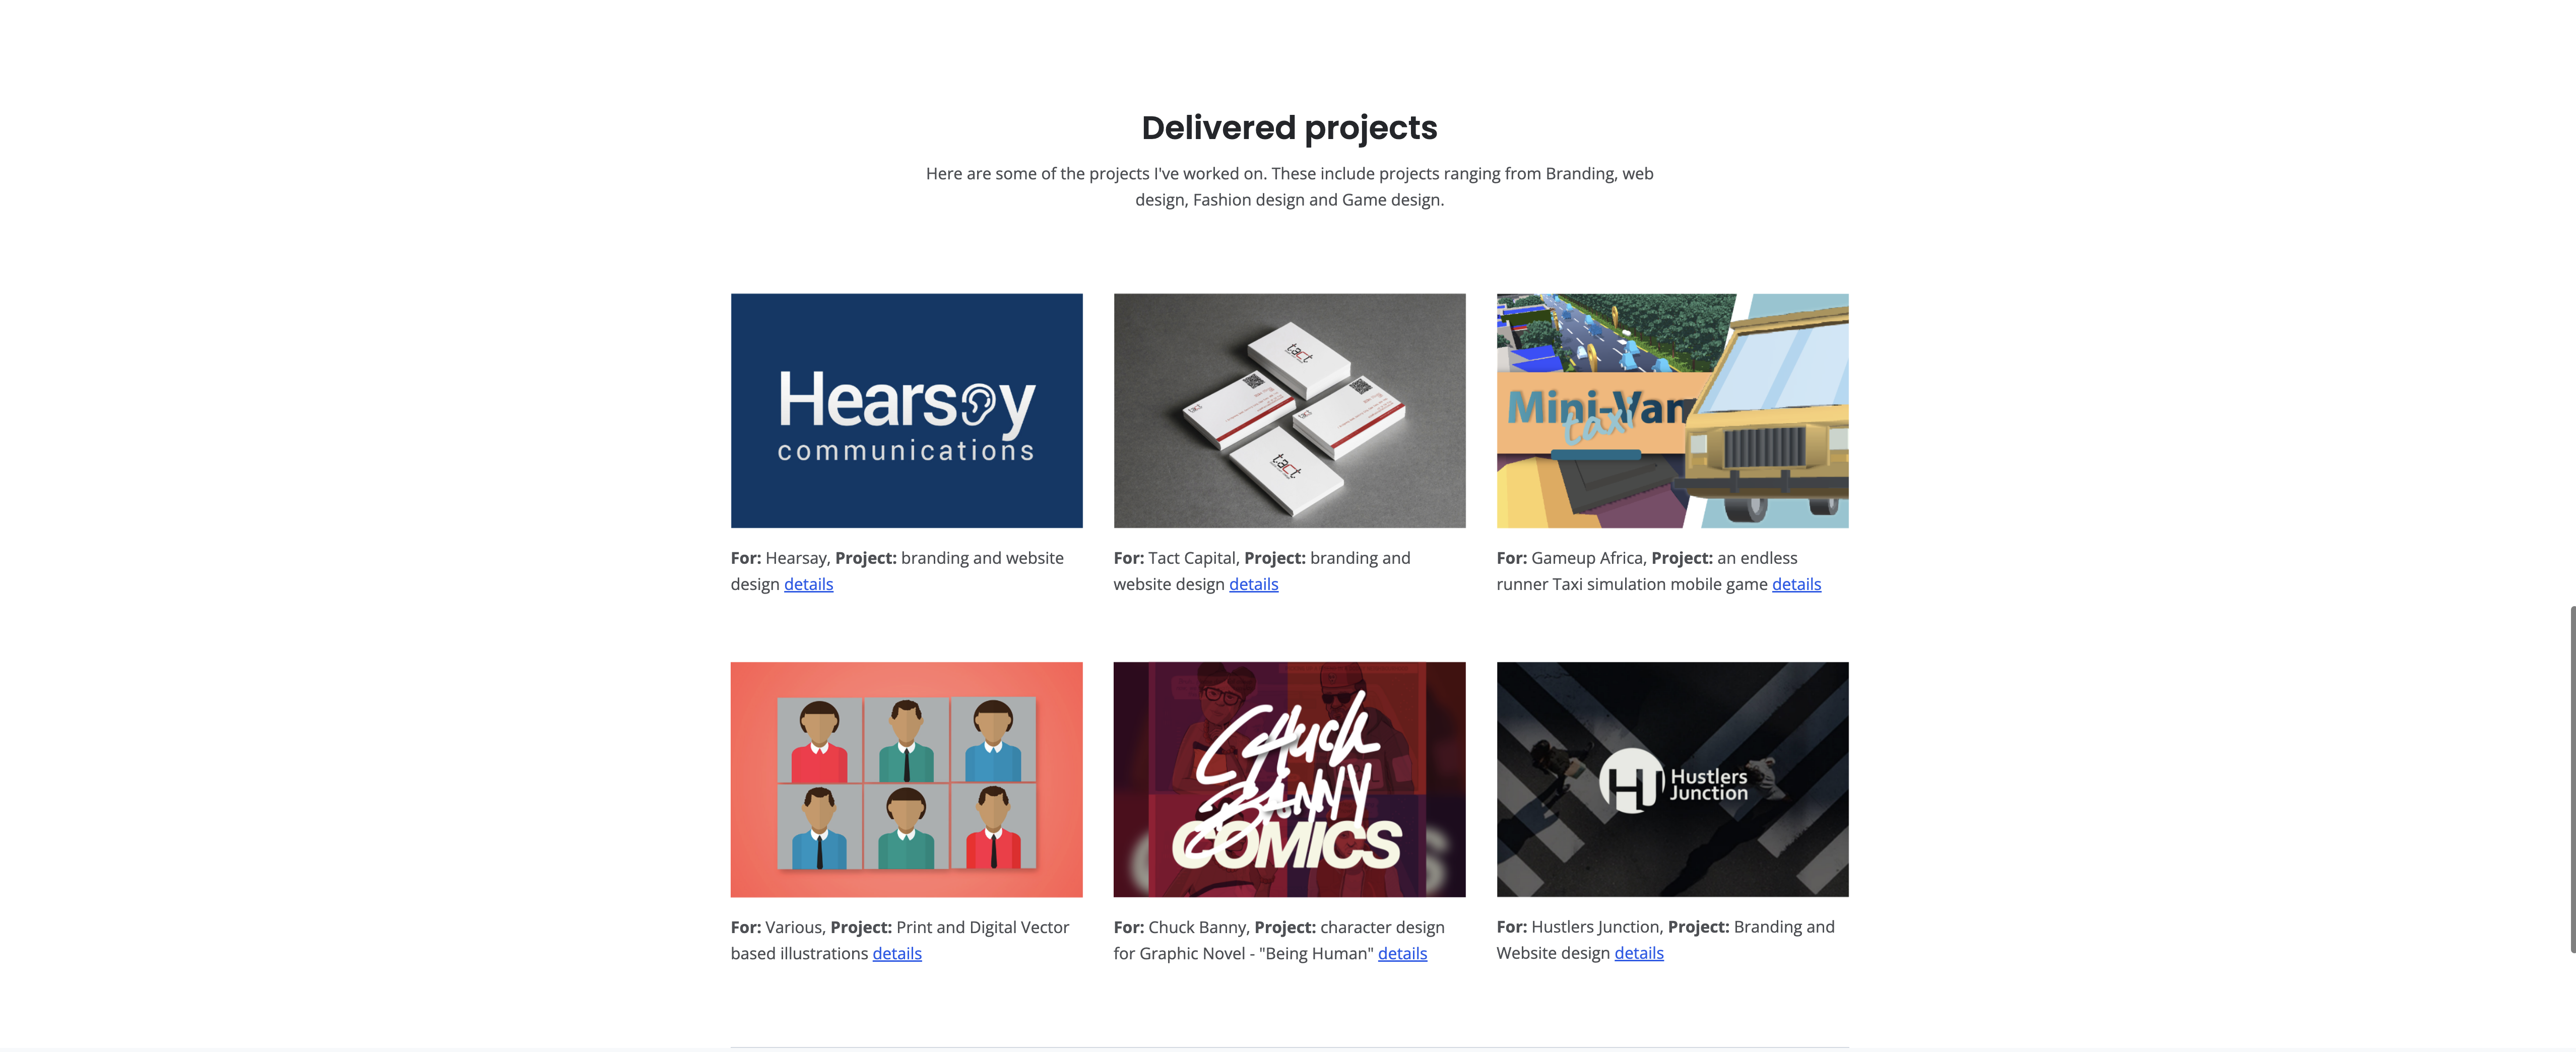 Delivered projects
Here are some of the projects I've worked on. These include projects ranging from Branding, web
design, Fashion design and Game design.
Hearsay
communications
tact
tact
tact
tact
Mini-Van
taxi
For: Hearsay, Project: branding and website
design details
For: Tact Capital, Project: branding and
website design details
For: Gameup Africa, Project: an endless
runner Taxi simulation mobile game details
Chuck
Banny
COMICS
HJ Hustlers
Junction
For: Various, Project: Print and Digital Vector
based illustrations details
For: Chuck Banny, Project: character design
for Graphic Novel - "Being Human" details
For: Hustlers Junction, Project: Branding and
Website design details